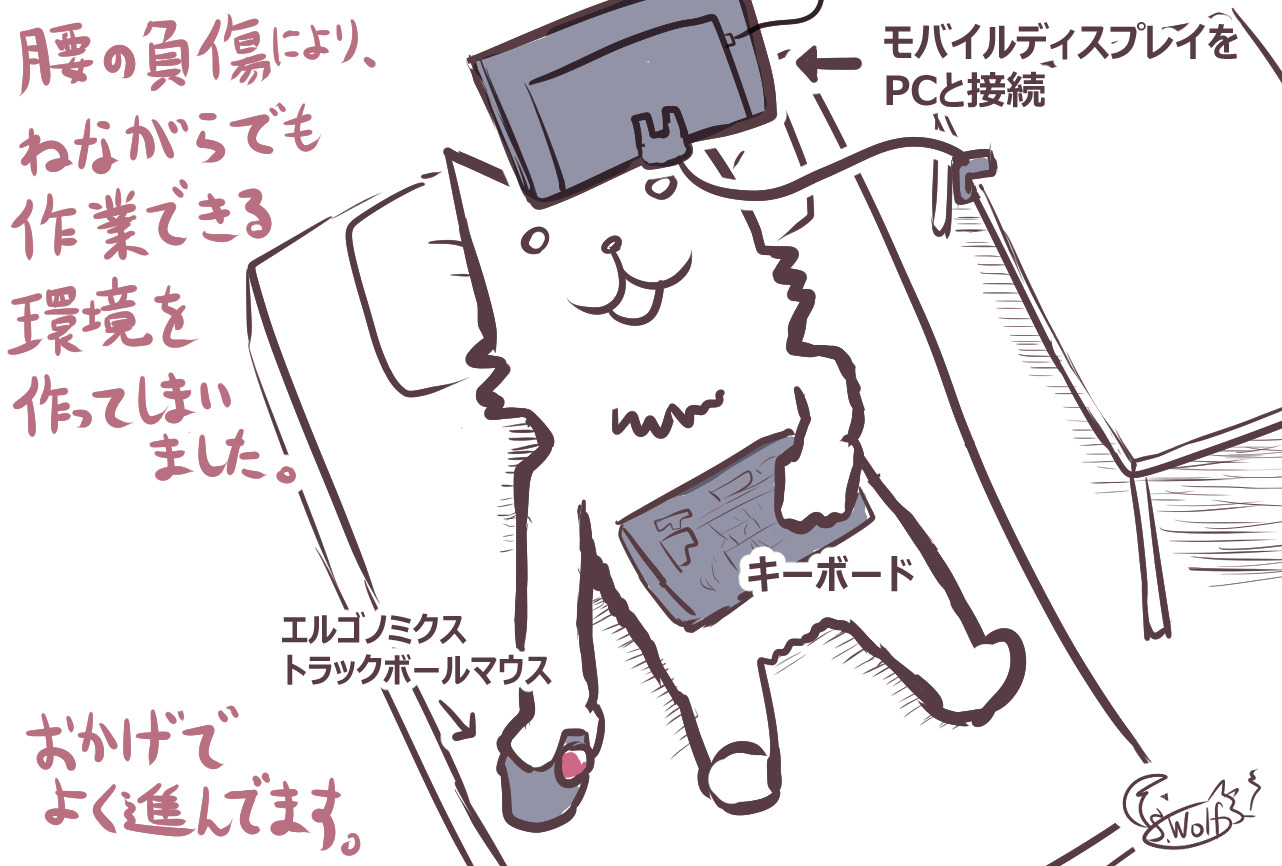 腰の負傷により、
ねながらでも
作業できる
環境を
作ってしまい
ました。
モバイルディスプレイを
PCと接続
キーボード
エルゴノミクス
トラックボールマウス
おかげで
よく進んでます。
S.Wolf